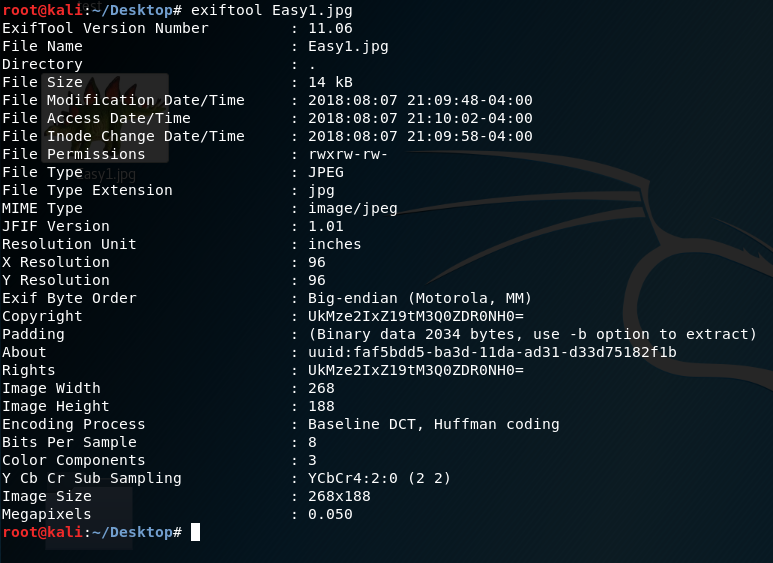 test
root@kali:~/Desktop# exiftool Easy1.jpg
ExifTool Version Number         : 11.06
File Name                       : Easy1.jpg
Directory                       : .
File Size                       : 14 kB
File Modification Date/Time     : 2018:08:07 21:09:48-04:00
File Access Date/Time           : 2018:08:07 21:10:02-04:00
File Inode Change Date/Time     : 2018:08:07 21:09:58-04:00
File Permissions                : rwxrw-rw-
File Type                       : JPEG
easy1.jpg
File Type Extension             : jpg
MIME Type                       : image/jpeg
JFIF Version                    : 1.01
Resolution Unit                 : inches
X Resolution                    : 96
Y Resolution                    : 96
Exif Byte Order                 : Big-endian (Motorola, MM)
Copyright                       : UkMze2IxZ19tM3Q0ZDR0NH0=
Padding                         : (Binary data 2034 bytes, use -b option to extract)
About                           : uuid:faf5bdd5-ba3d-11da-ad31-d33d75182f1b
Rights                          : UkMze2IxZ19tM3Q0ZDR0NH0=
Image Width                     : 268
Image Height                    : 188
Encoding Process                : Baseline DCT, Huffman coding
Bits Per Sample                 : 8
Color Components                : 3
Y Cb Cr Sub Sampling            : YCbCr4:2:0 (2 2)
Image Size                      : 268x188
Megapixels                      : 0.050
root@kali:~/Desktop#